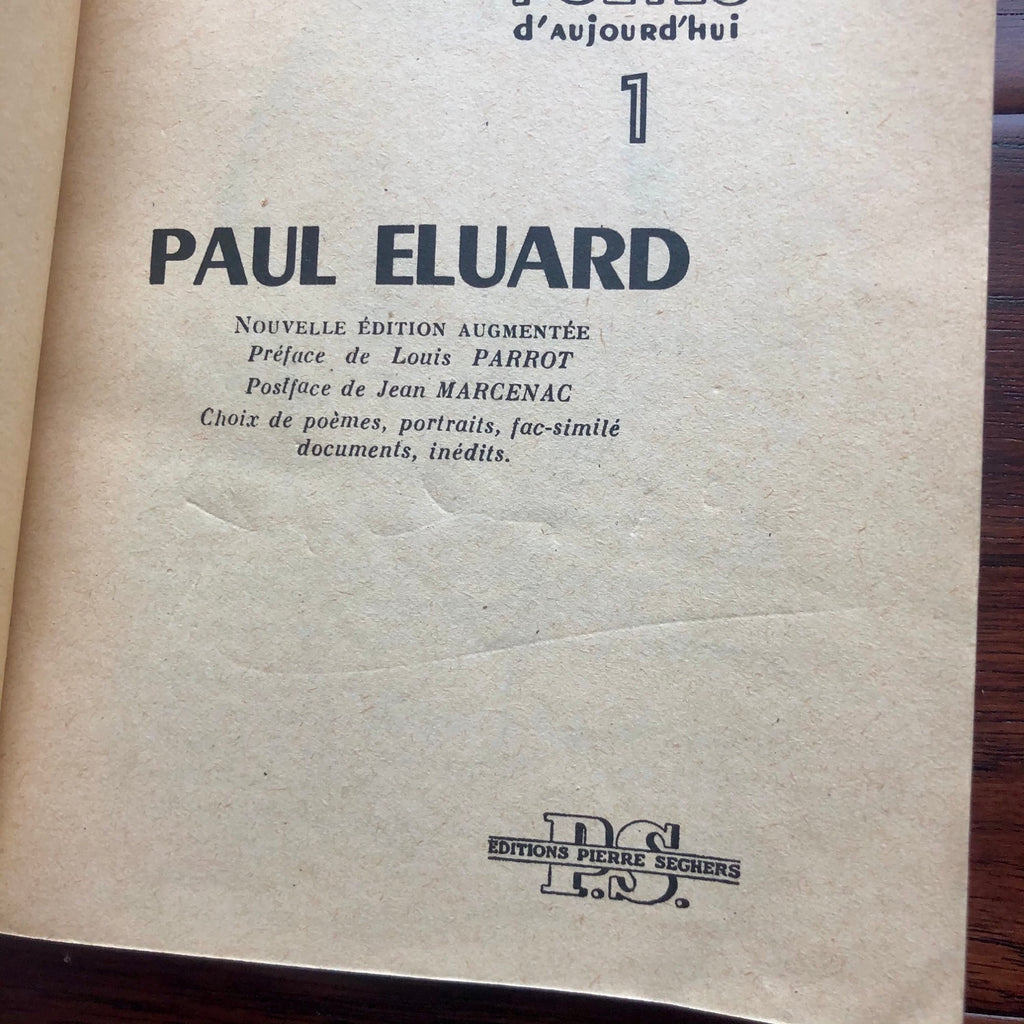 d'Aujourd'hui
1
PAUL ELUARD
NOUVELLE ÉDITION AUGMENTÉE
Préface de Louis PARROT
Postface de Jean MARCENAC
Choix de poèmes, portraits, fac-similé
documents, inédits.
P.S.
ÉDITIONS PIERRE SEGHERS